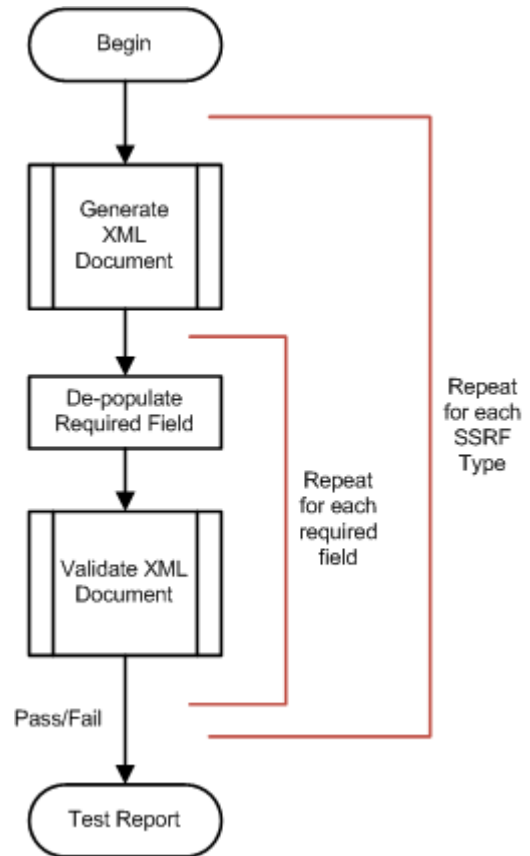 Begin
Generate
XML
Document
De-populate
Required Field
Repeat
for each
SSRF
Type
Repeat
for each
required
field
Validate XML
Document
Pass/Fail
Test Report